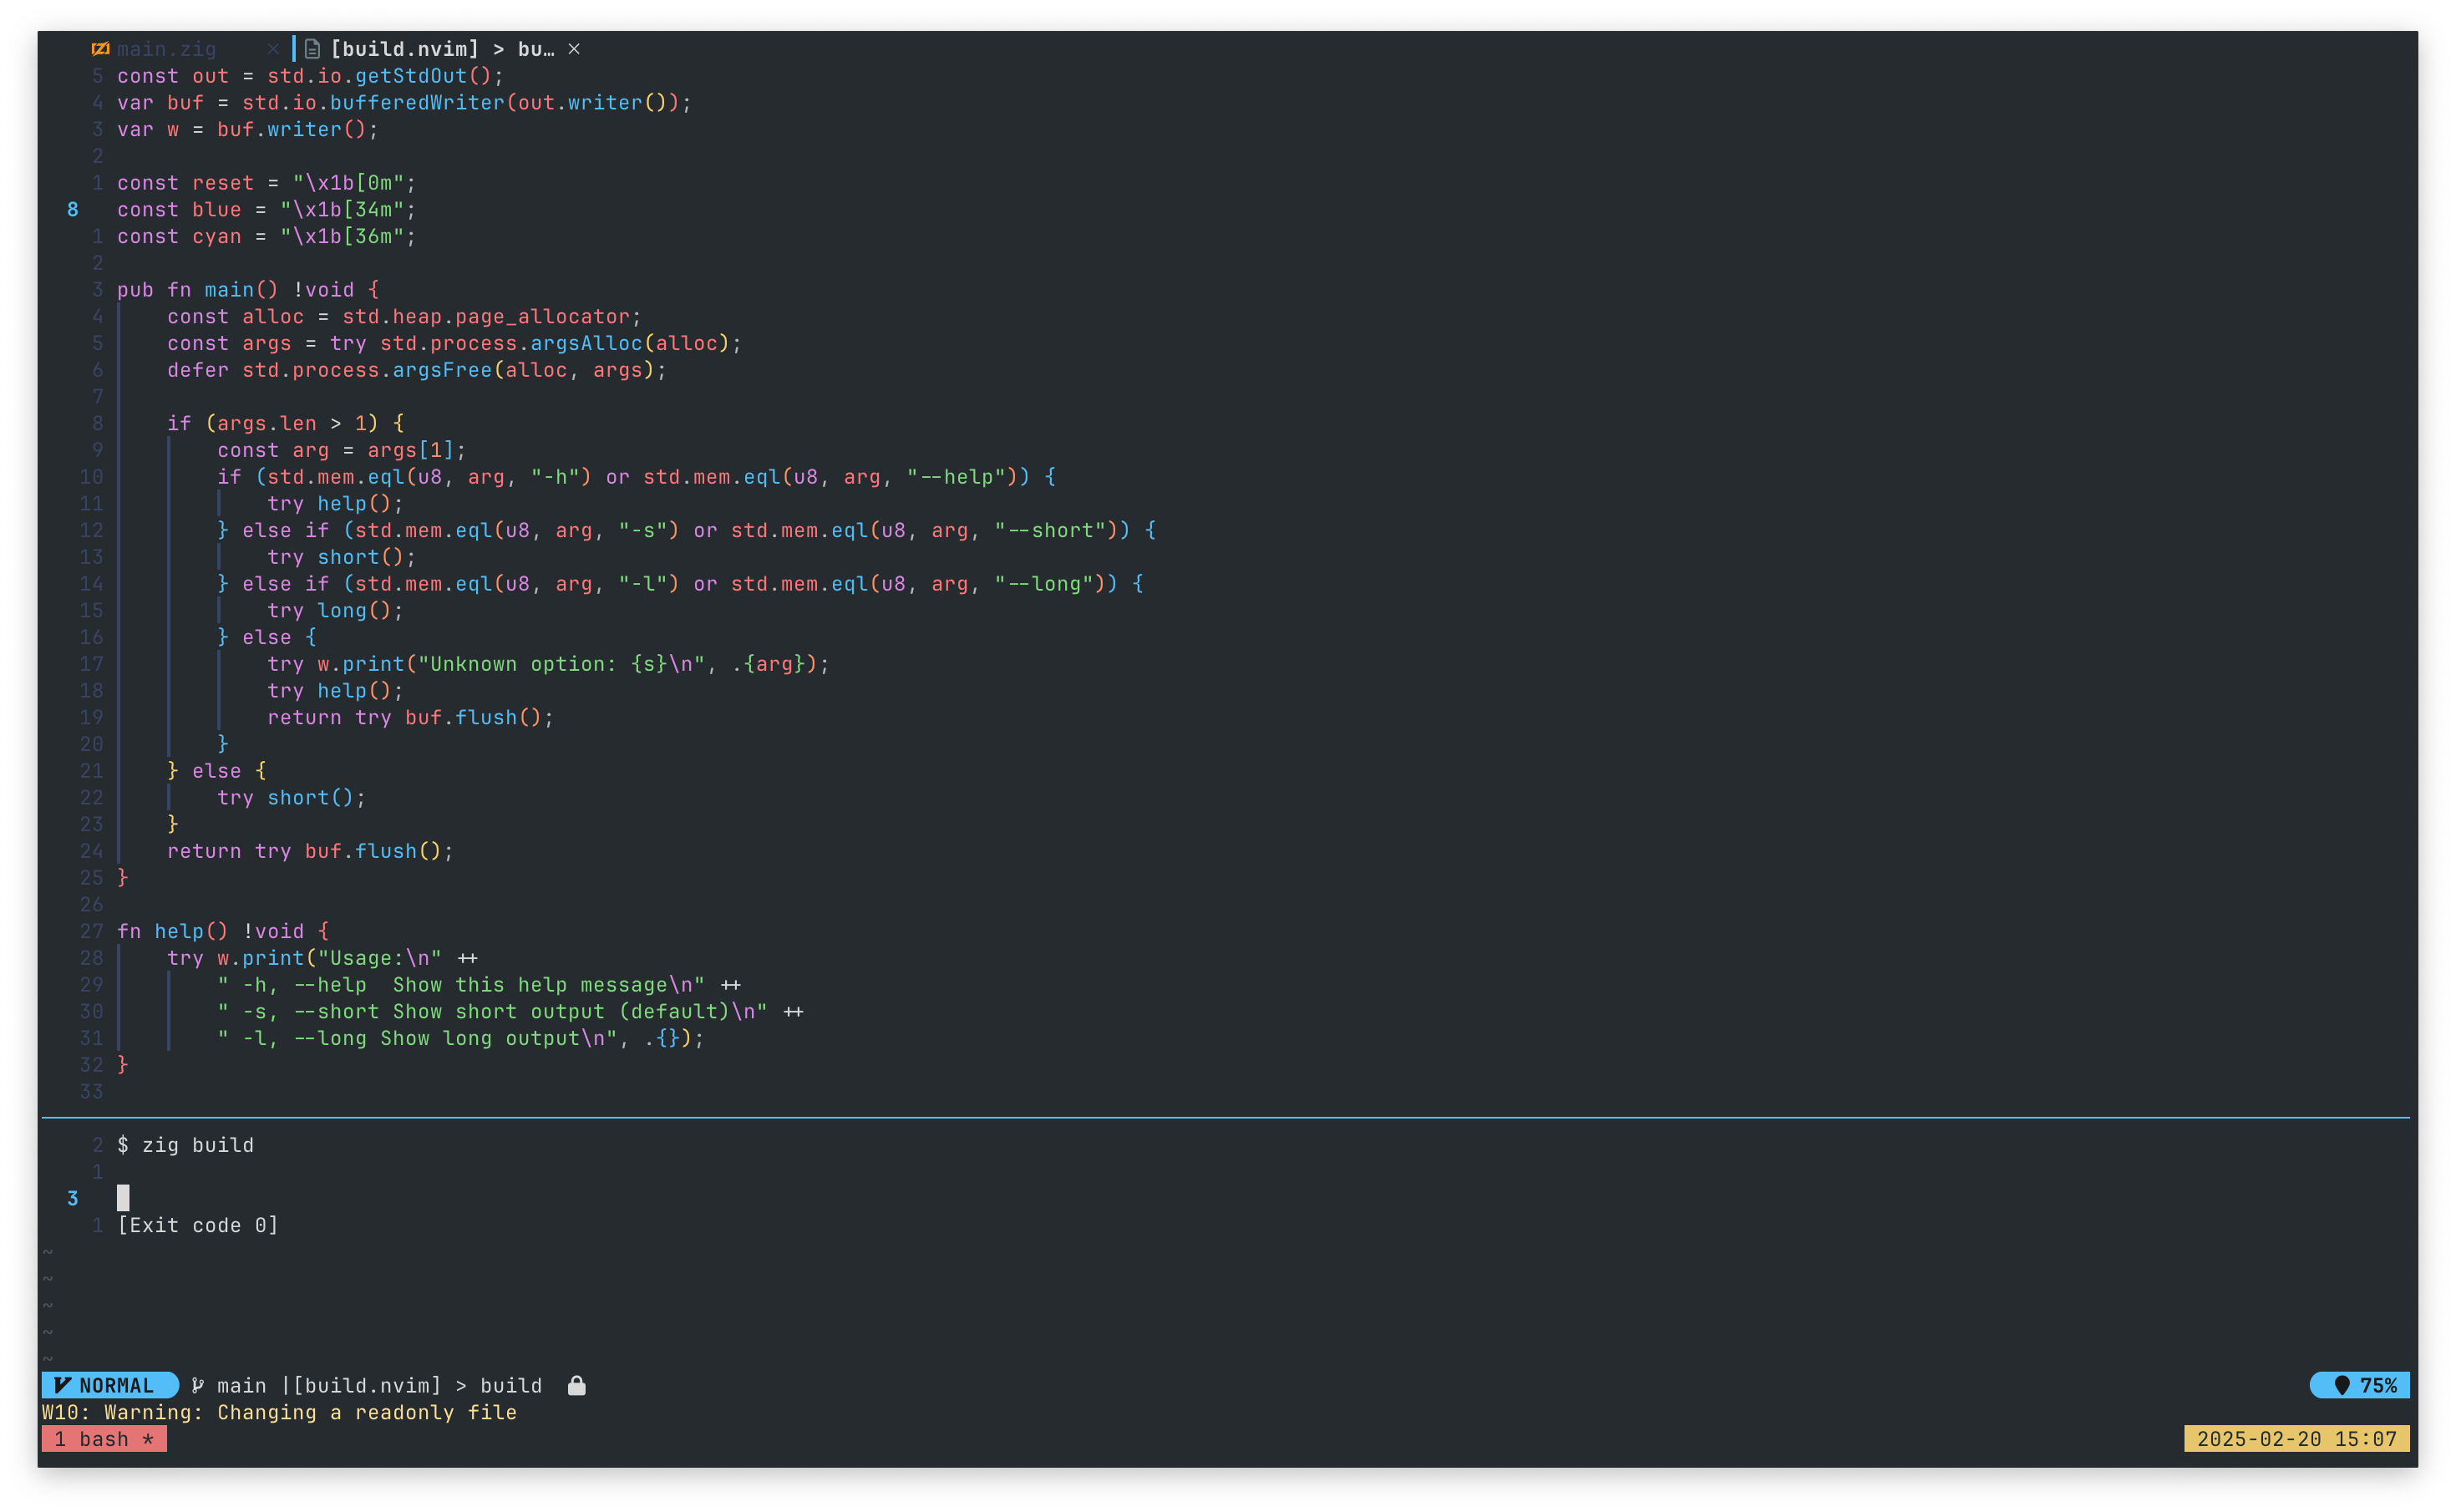 main.zig × [build.nvim] > bu… ×
5 const out = std.io.getStdOut();
4 var buf = std.io.bufferedWriter(out.writer());
3 var w = buf.writer();
2
1 const reset = "\x1b[0m";
8 const blue = "\x1b[34m";
1 const cyan = "\x1b[36m";
2
3 pub fn main() !void {
4     const alloc = std.heap.page_allocator;
5     const args = try std.process.argsAlloc(alloc);
6     defer std.process.argsFree(alloc, args);
7
8     if (args.len > 1) {
9         const arg = args[1];
10         if (std.mem.eql(u8, arg, "-h") or std.mem.eql(u8, arg, "--help")) {
11             try help();
12         } else if (std.mem.eql(u8, arg, "-s") or std.mem.eql(u8, arg, "--short")) {
13             try short();
14         } else if (std.mem.eql(u8, arg, "-l") or std.mem.eql(u8, arg, "--long")) {
15             try long();
16         } else {
17             try w.print("Unknown option: {s}\n", .{arg});
18             try help();
19             return try buf.flush();
20         }
21     } else {
22         try short();
23     }
24     return try buf.flush();
25 }
26
27 fn help() !void {
28     try w.print("Usage:\n" ++
29         " -h, --help  Show this help message\n" ++
30         " -s, --short Show short output (default)\n" ++
31         " -l, --long Show long output\n", .{});
32 }
33
2 $ zig build
1
3
1 [Exit code 0]
~
~
~
~
~
NORMAL main |[build.nvim] > build 75%
W10: Warning: Changing a readonly file
1 bash * 2025-02-20 15:07